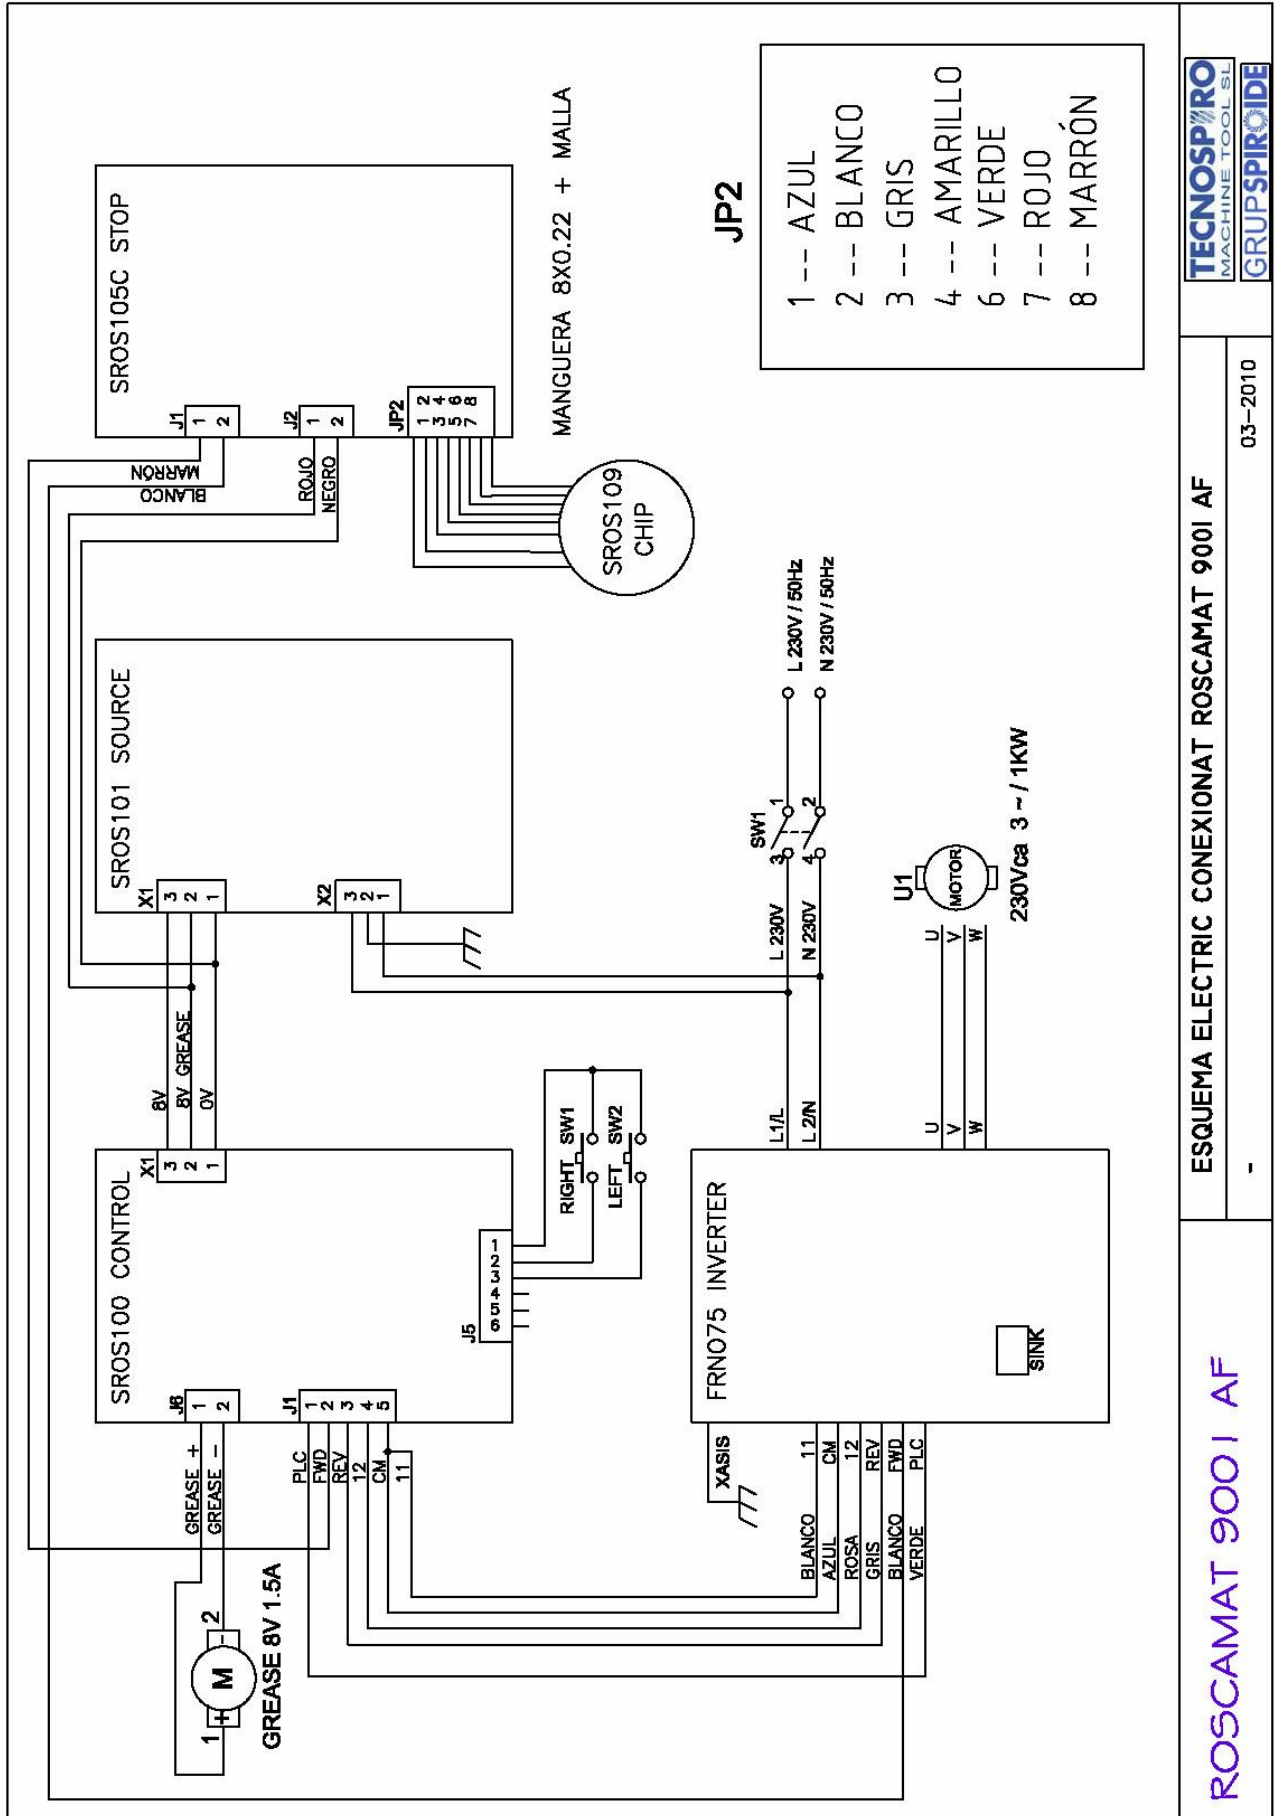 SROS100 CONTROL
J6
1
2
GREASE +
GREASE -
1
+
M
-
2
GREASE 8V 1.5A
J1
1
2
3
4
5
PLC
FWD
REV
12
CM
11
X1
3
2
1
8V
8V GREASE
0V
J5
6
5
4
3
2
1
RIGHT SW1
LEFT SW2
SROS101 SOURCE
X1
3
2
1
X2
3
2
1
SROS105C STOP
J1
1
2
MARRÓN
BLANCO
J2
1
2
ROJO
NEGRO
JP2
1 2
3 4
5 6
7 8
SROS109
CHIP
MANGUERA 8X0.22 + MALLA
FRN075 INVERTER
XASIS
BLANCO 11
AZUL CM
ROSA 12
GRIS REV
BLANCO FWD
VERDE PLC
SINK
L1/L
L 2/N
L 230V
N 230V
SW1
3 1
4 2
L 230V / 50Hz
N 230V / 50Hz
U
V
W
U
V
W
U1
MOTOR
230Vca 3 ~ / 1KW
JP2
1 -- AZUL
2 -- BLANCO
3 -- GRIS
4 -- AMARILLO
6 -- VERDE
7 -- ROJO
8 -- MARRÓN
ROSCAMAT 900 I AF
ESQUEMA ELECTRIC CONEXIONAT ROSCAMAT 900I AF
-
03-2010
TECNOSPIRO
MACHINE TOOL SL
GRUPSPIROIDE